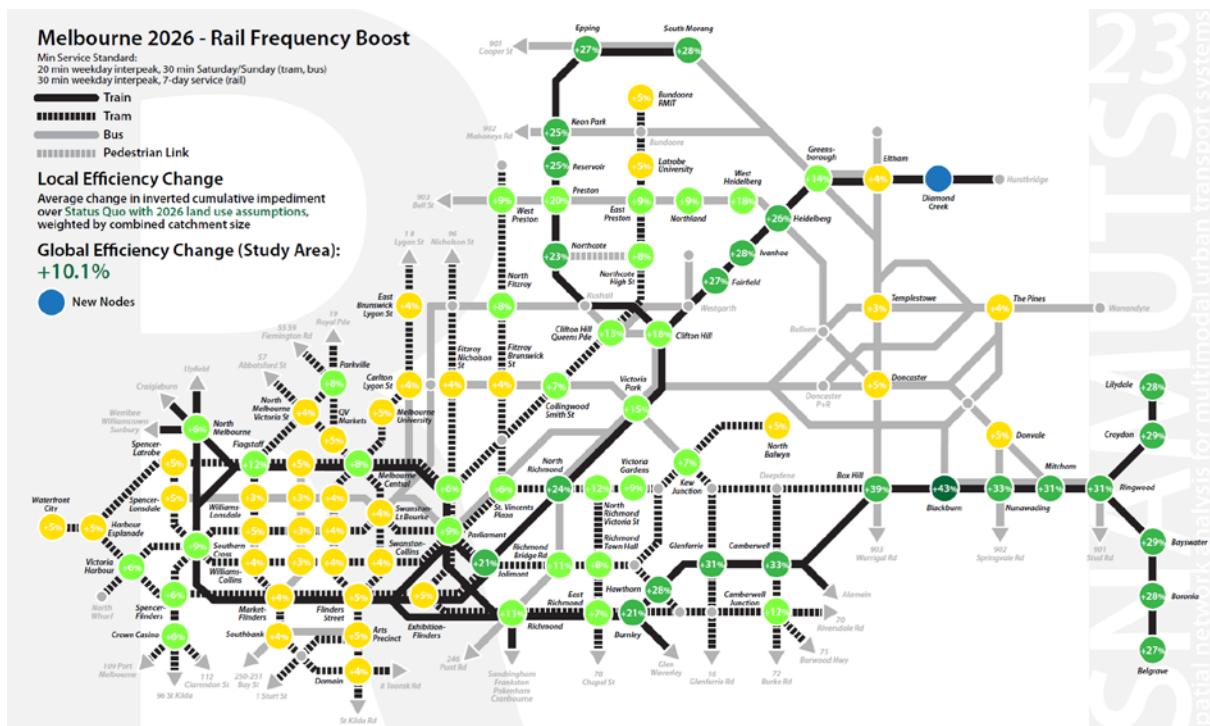 Melbourne 2026 - Rail Frequency Boost
Min Service Standard:
20 min weekday interpeak, 30 min Saturday/Sunday (tram, bus)
30 min weekday interpeak, 7-day service (rail)
Train
Tram
Bus
Pedestrian Link
Local Efficiency Change
Average change in inverted cumulative impediment
over Status Quo with 2026 land use assumptions,
weighted by combined catchment size
Global Efficiency Change (Study Area):
+10.1%
New Nodes
901
Cooper St
Epping
+27%
South Morang
+28%
+5%
Bundoora
RMIT
902
Mahoneys Rd
Keon Park
+25%
Bundoora
+25%
Reservoir
+5%
Latrobe
University
Greens-
borough
+14%
Eltham
+4%
Diamond
Creek
Hurstbridge
903
Bell St
+9%
West
Preston
Preston
+20%
+9%
East
Preston
+9%
Northland
West
Heidelberg
+18%
+26%
Heidelberg
1 8
Lygon St
96
Nicholson St
+23%
Northcote
+8%
Northcote
High St
+28%
Ivanhoe
+27%
Fairfield
East
Brunswick
Lygon St
+4%
North
Fitzroy
+8%
Rushall
Westgarth
Clifton Hill
Queens Pde
+13%
+18%
Clifton Hill
Templestowe
+3%
The Pines
+4%
Warrandyte
Bulleen
55 59
Flemington Rd
19
Royal Pde
57
Abbotsford St
Parkville
+8%
Carlton
Lygon St
+4%
Fitzroy
Nicholson
St
+4%
Fitzroy
Brunswick
St
+4%
+7%
Collingwood
Smith St
Victoria
Park
+15%
Doncaster
P+R
+5%
Doncaster
Lilydale
+28%
Craigieburn
Upfield
Werribee
Williamstown
Sunbury
North
Melbourne
+6%
North
Melbourne
Victoria St
+4%
QV
Markets
+5%
+5%
Melbourne
University
+5%
North
Balwyn
+5%
Donvale
Croydon
+29%
Spencer-
Latrobe
+5%
Flagstaff
+12%
+5%
+8%
Melbourne
Central
+6%
+6%
St. Vincents
Plaza
North
Richmond
+24%
+12%
North
Richmond
Victoria St
Victoria
Gardens
+9%
+7%
Kew
Junction
Deepdene
Box Hill
+39%
+43%
Blackburn
+33%
Nunawading
Mitcham
+31%
+31%
Ringwood
Waterfront
City
+5%
+5%
Harbour
Esplanade
Spencer-
Lonsdale
+5%
+3%
Williams-
Lonsdale
+3%
+4%
+4%
Swanston-
Lt Bourke
+9%
Parliament
903
Warrigal Rd
902
Springvale Rd
901
Stud Rd
+29%
Bayswater
Victoria
Harbour
+6%
+9%
Southern
Cross
+5%
+3%
+4%
+4%
Williams-
Collins
+3%
+4%
+4%
Swanston-
Collins
+21%
Jolimont
Richmond
Bridge Rd
+11%
Richmond
Town Hall
+8%
Glenferrie
+31%
Camberwell
+33%
North
Wharf
+6%
Spencer-
Flinders
+4%
Market-
Flinders
+5%
Flinders
Street
+5%
Exhibition-
Flinders
+11%
Richmond
East
Richmond
+7%
Hawthorn
+28%
+21%
Burnley
Camberwell
Junction
+12%
Alamein
70
Riversdale Rd
75
Burwood Hwy
+28%
Boronia
Crown Casino
+6%
Southbank
+4%
Arts
Precinct
+5%
+4%
Domain
109 Port
Melbourne
96 St Kilda
112
Clarendon St
250-251
Bay St
1 Sturt St
8 Toorak Rd
St Kilda Rd
246
Punt Rd
Sandringham
Frankston
Pakenham
Cranbourne
78
Chapel St
Glen
Waverley
16
Glenferrie Rd
72
Burke Rd
+27%
Belgrave
SNAMUTS 23